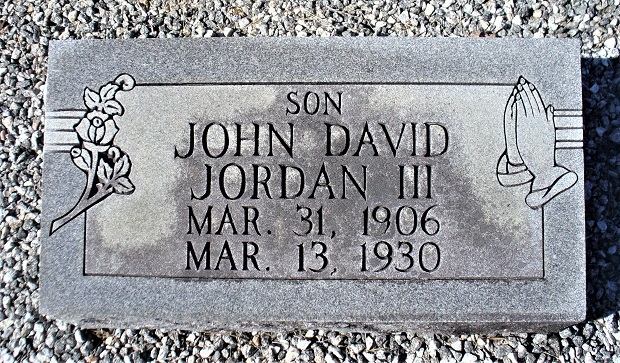 SON
JOHN DAVID
JORDAN III
MAR. 31, 1906
MAR. 13, 1930